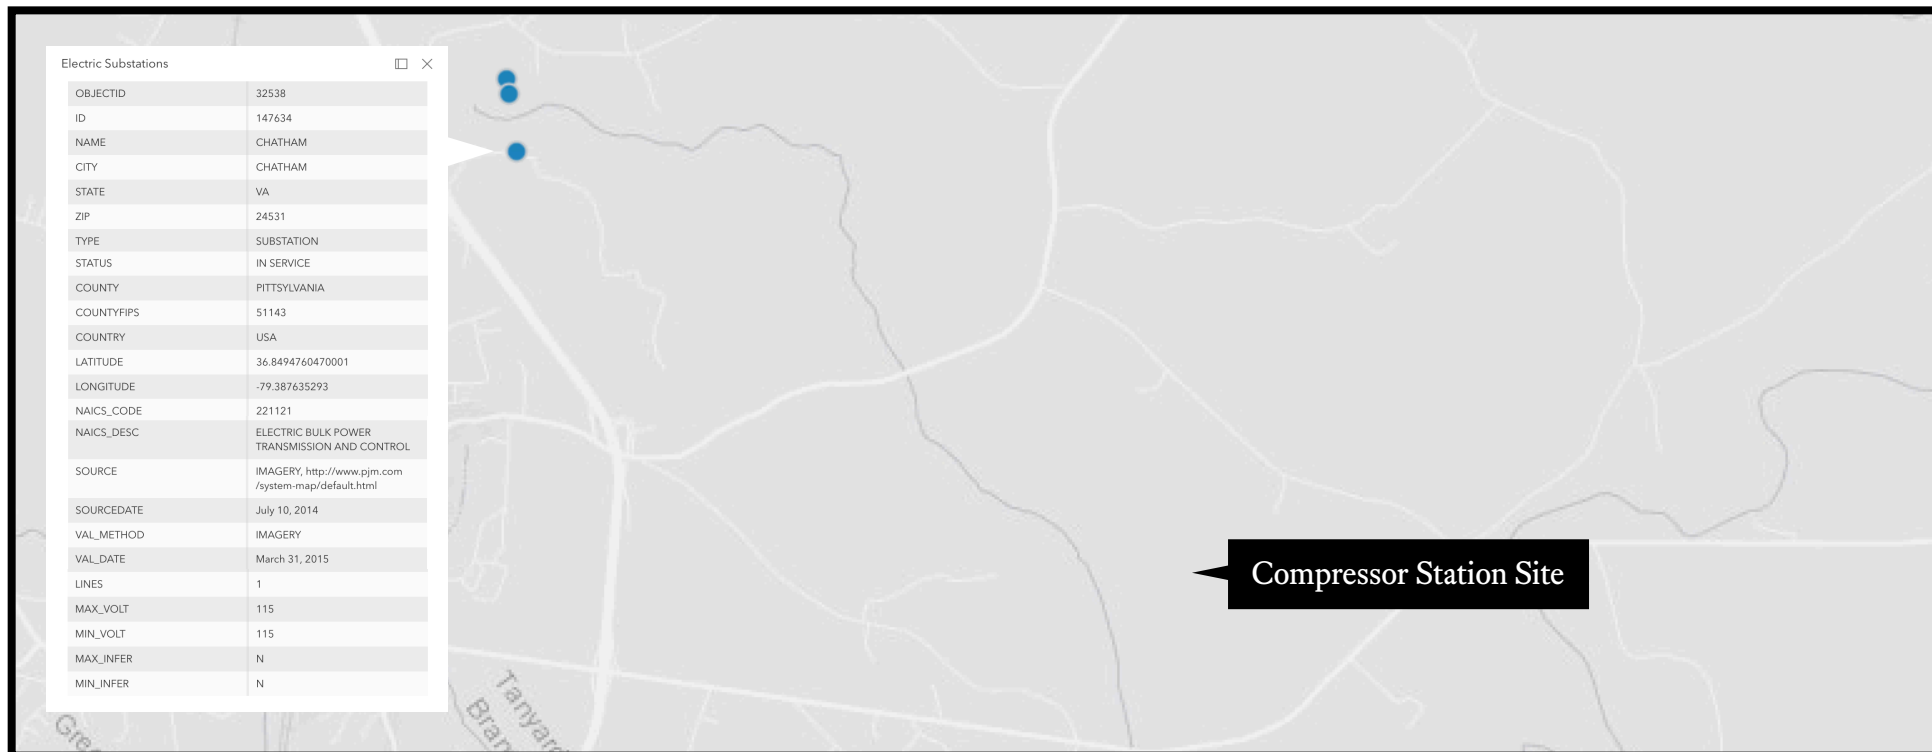 Electric Substations
OBJECTID 32538
ID 147634
NAME CHATHAM
CITY CHATHAM
STATE VA
ZIP 24531
TYPE SUBSTATION
STATUS IN SERVICE
COUNTY PITTSYLVANIA
COUNTYFIPS 51143
COUNTRY USA
LATITUDE 36.8494760470001
LONGITUDE -79.387635293
NAICS_CODE 221121
NAICS_DESC ELECTRIC BULK POWER
TRANSMISSION AND CONTROL
SOURCE IMAGERY, http://www.pjm.com
/system-map/default.html
SOURCEDATE July 10, 2014
VAL_METHOD IMAGERY
VAL_DATE March 31, 2015
LINES 1
MAX_VOLT 115
MIN_VOLT 115
MAX_INFER N
MIN_INFER N
Compressor Station Site